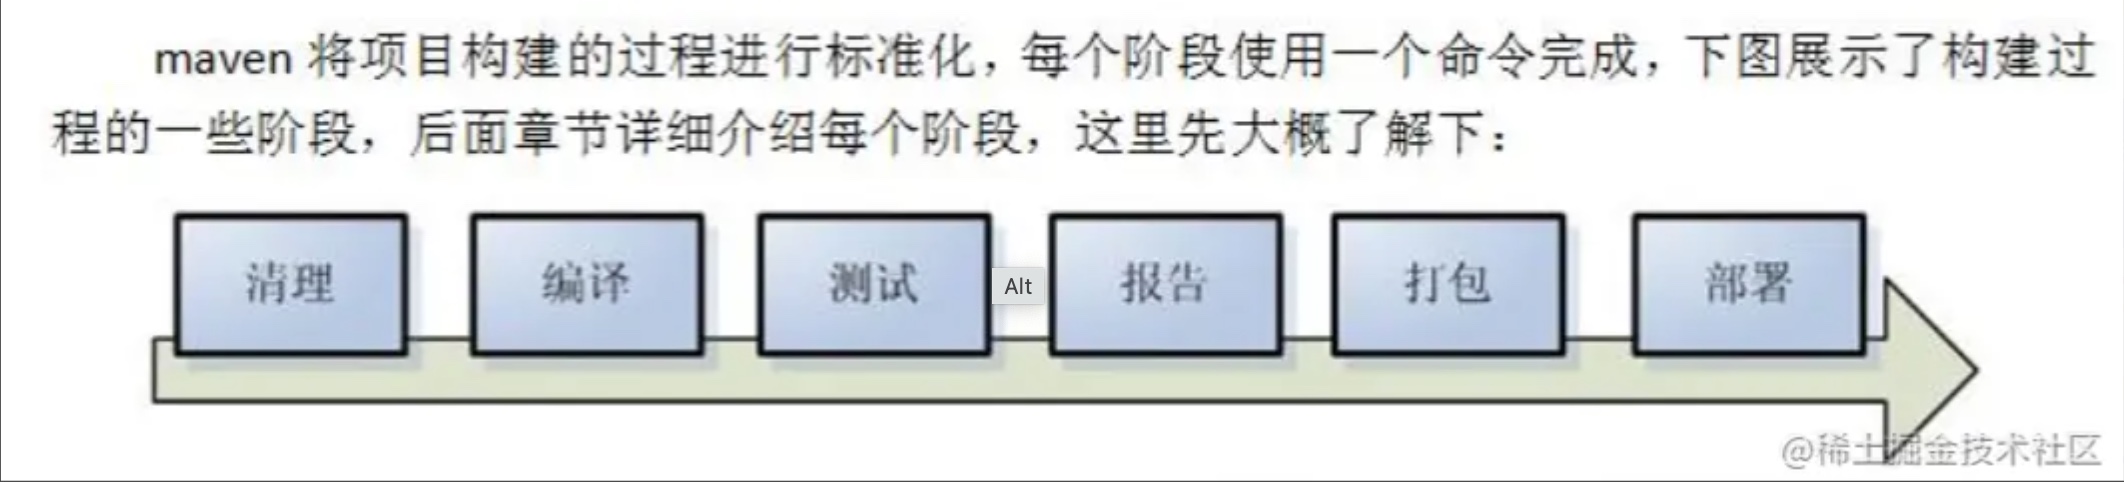 maven 将项目构建的过程进行标准化，每个阶段使用一个命令完成，下图展示了构建过
程的一些阶段，后面章节详细介绍每个阶段，这里先大概了解下：
清理 编译 测试 Alt 报告 打包 部署
@稀土掘金技术社区